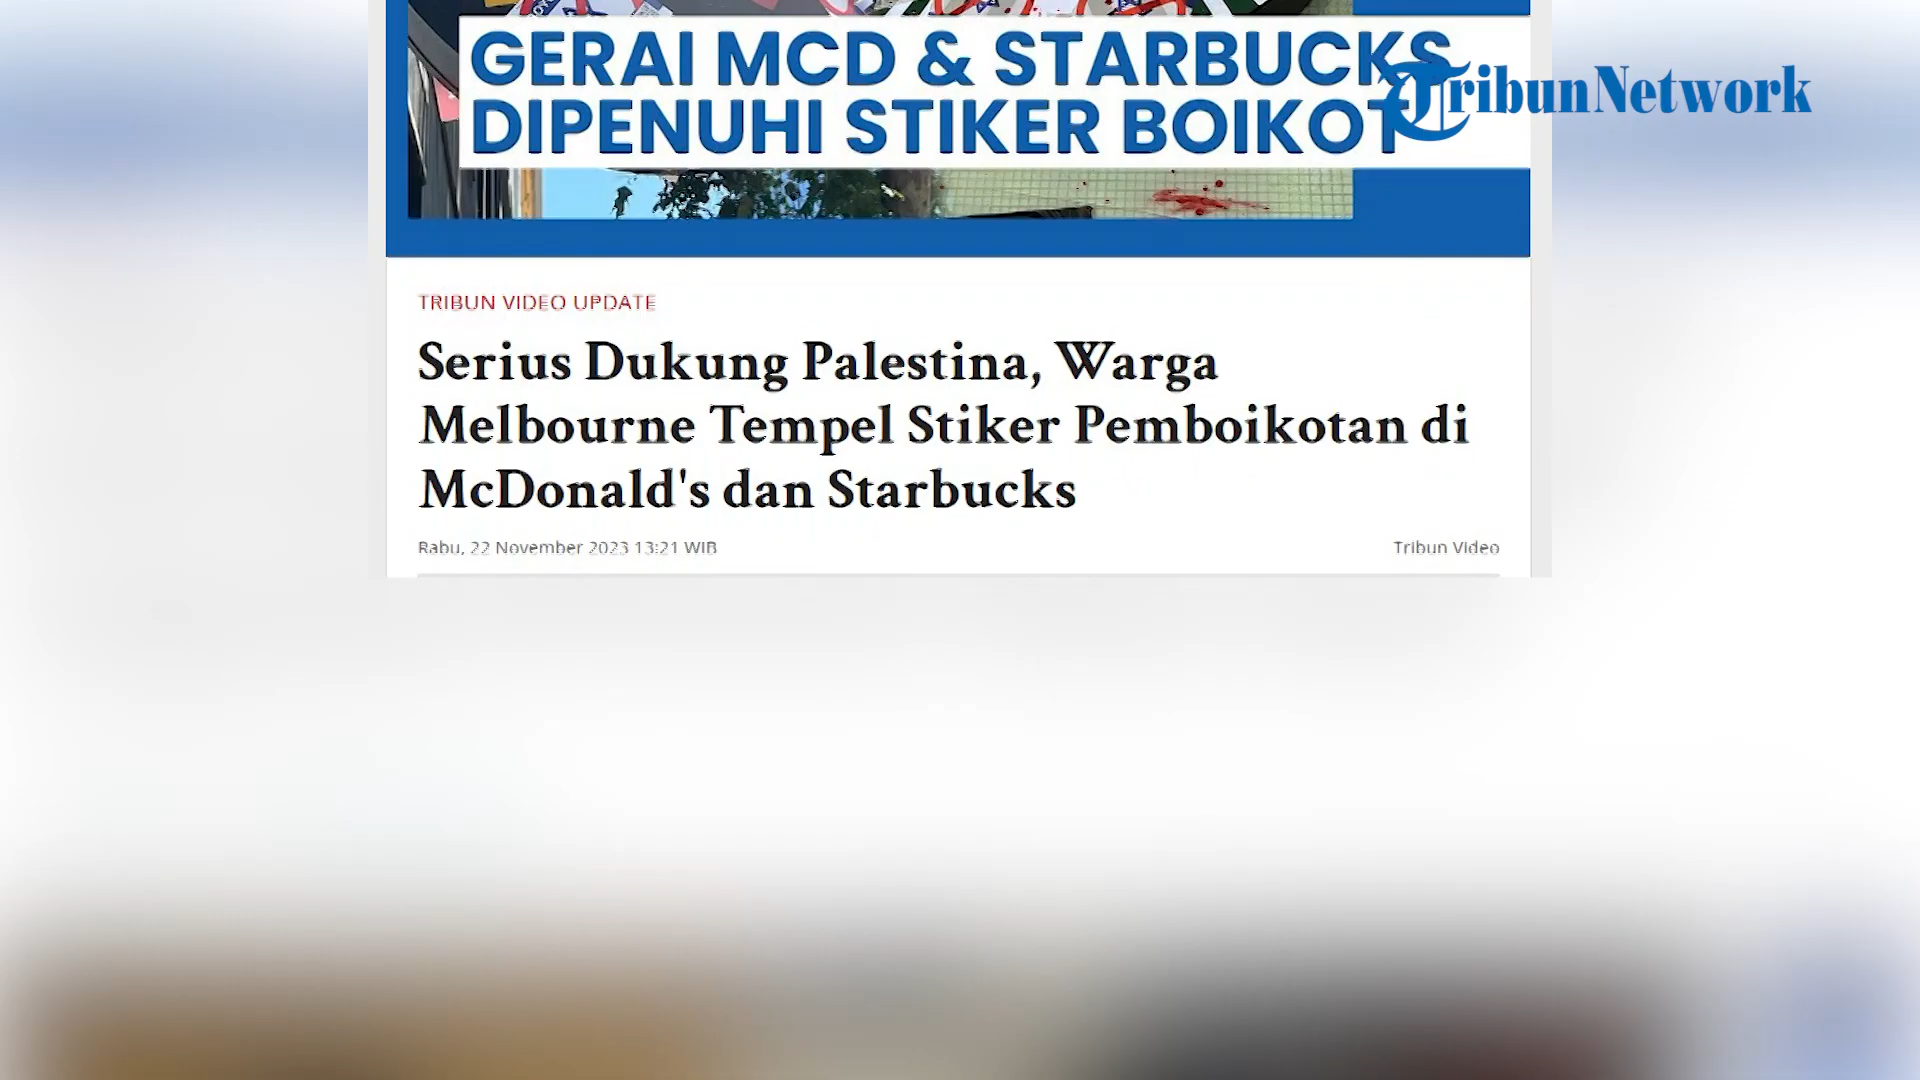 GERAI MCD & STARBUCKS
DIPENUHI STIKER BOIKOT
TribunNetwork
TRIBUN VIDEO UPDATE
Serius Dukung Palestina, Warga
Melbourne Tempel Stiker Pemboikotan di
McDonald's dan Starbucks
Rabu, 22 November 2023 13:21 WIB
Tribun Video